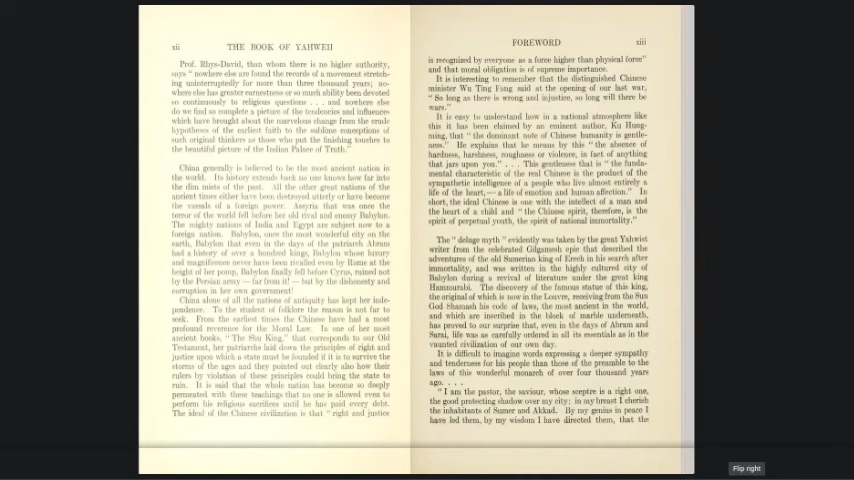 xii THE BOOK OF YAHWEH
Prof. Rhys-David, than whom there is no higher authority,
says " nowhere else are found the records of a movement stretch-
ing uninterruptedly for more than three thousand years; no-
where else has greater earnestness or so much ability been devoted
so continuously to religious questions . . . and nowhere else
do we find so complete a picture of the tendencies and influences
which have brought about the marvelous change from the crude
hypotheses of the earliest faith to the sublime conceptions of
such original thinkers as those who put the finishing touches to
the beautiful picture of the Indian Palace of Truth."
China generally is believed to be the most ancient nation in
the world. Its history extends back no one knows how far into
the dim mists of the past. All the other great nations of the
ancient times either have been destroyed utterly or have become
the vassals of a foreign power. Assyria that was once the
terror of the world fell before her old rival and enemy Babylon.
The mighty nations of India and Egypt are subject now to a
foreign nation. Babylon, once the most wonderful city on the
earth, Babylon that even in the days of the patriarch Abram
had a history of over a hundred kings, Babylon whose luxury
and magnificence never have been rivalled even by Rome at the
height of her pomp, Babylon finally fell before Cyrus, ruined not
by the Persian army — far from it! — but by the dishonesty and
corruption in her own government!
China alone of all the nations of antiquity has kept her inde-
pendence. To the student of folklore the reason is not far to
seek. From the earliest times the Chinese have had a most
profound reverence for the Moral Law. In one of her most
ancient books, "The Shu King," that corresponds to our Old
Testament, her patriarchs laid down the principles of right and
justice upon which a state must be founded if it is to survive the
storms of the ages and they pointed out clearly also how their
rulers by violation of these principles could bring the state to
ruin. It is said that the whole nation has become so deeply
permeated with these teachings that no one is allowed even to
perform his religious sacrifices until he has paid every debt.
The ideal of the Chinese civilization is that " right and justice
FOREWORD xiii
is recognized by everyone as a force higher than physical force"
and that moral obligation is of supreme importance.
It is interesting to remember that the distinguished Chinese
minister Wu Ting Fang said at the opening of our last war,
" So long as there is wrong and injustice, so long will there be
wars."
It is easy to understand how in a national atmosphere like
this it has been claimed by an eminent author, Ku Hung-
ming, that " the dominant note of Chinese humanity is gentle-
ness." He explains that he means by this " the absence of
hardness, harshness, roughness or violence, in fact of anything
that jars upon you." . . . This gentleness that is " the funda-
mental characteristic of the real Chinese is the product of the
sympathetic intelligence of a people who live almost entirely a
life of the heart, — a life of emotion and human affection." In
short, the ideal Chinese is one with the intellect of a man and
the heart of a child and " the Chinese spirit, therefore, is the
spirit of perpetual youth, the spirit of national immortality."
The " deluge myth " evidently was taken by the great Yahwist
writer from the celebrated Gilgamesh epic that described the
adventures of the old Sumerian king of Erech in his search after
immortality, and was written in the highly cultured city of
Babylon during a revival of literature under the great king
Hammurabi. The discovery of the famous statue of this king,
the original of which is now in the Louvre, receiving from the Sun
God Shamash his code of laws, the most ancient in the world,
and which are inscribed in the block of marble underneath,
has proved to our surprise that, even in the days of Abram and
Sarai, life was as carefully ordered in all its essentials as in the
vaunted civilization of our own day.
It is difficult to imagine words expressing a deeper sympathy
and tenderness for his people than those of the preamble to the
laws of this wonderful monarch of over four thousand years
ago. . . .
" I am the pastor, the saviour, whose sceptre is a right one,
the good protecting shadow over my city; in my breast I cherish
the inhabitants of Sumer and Akkad. By my genius in peace I
have led them, by my wisdom I have directed them, that the
Flip right